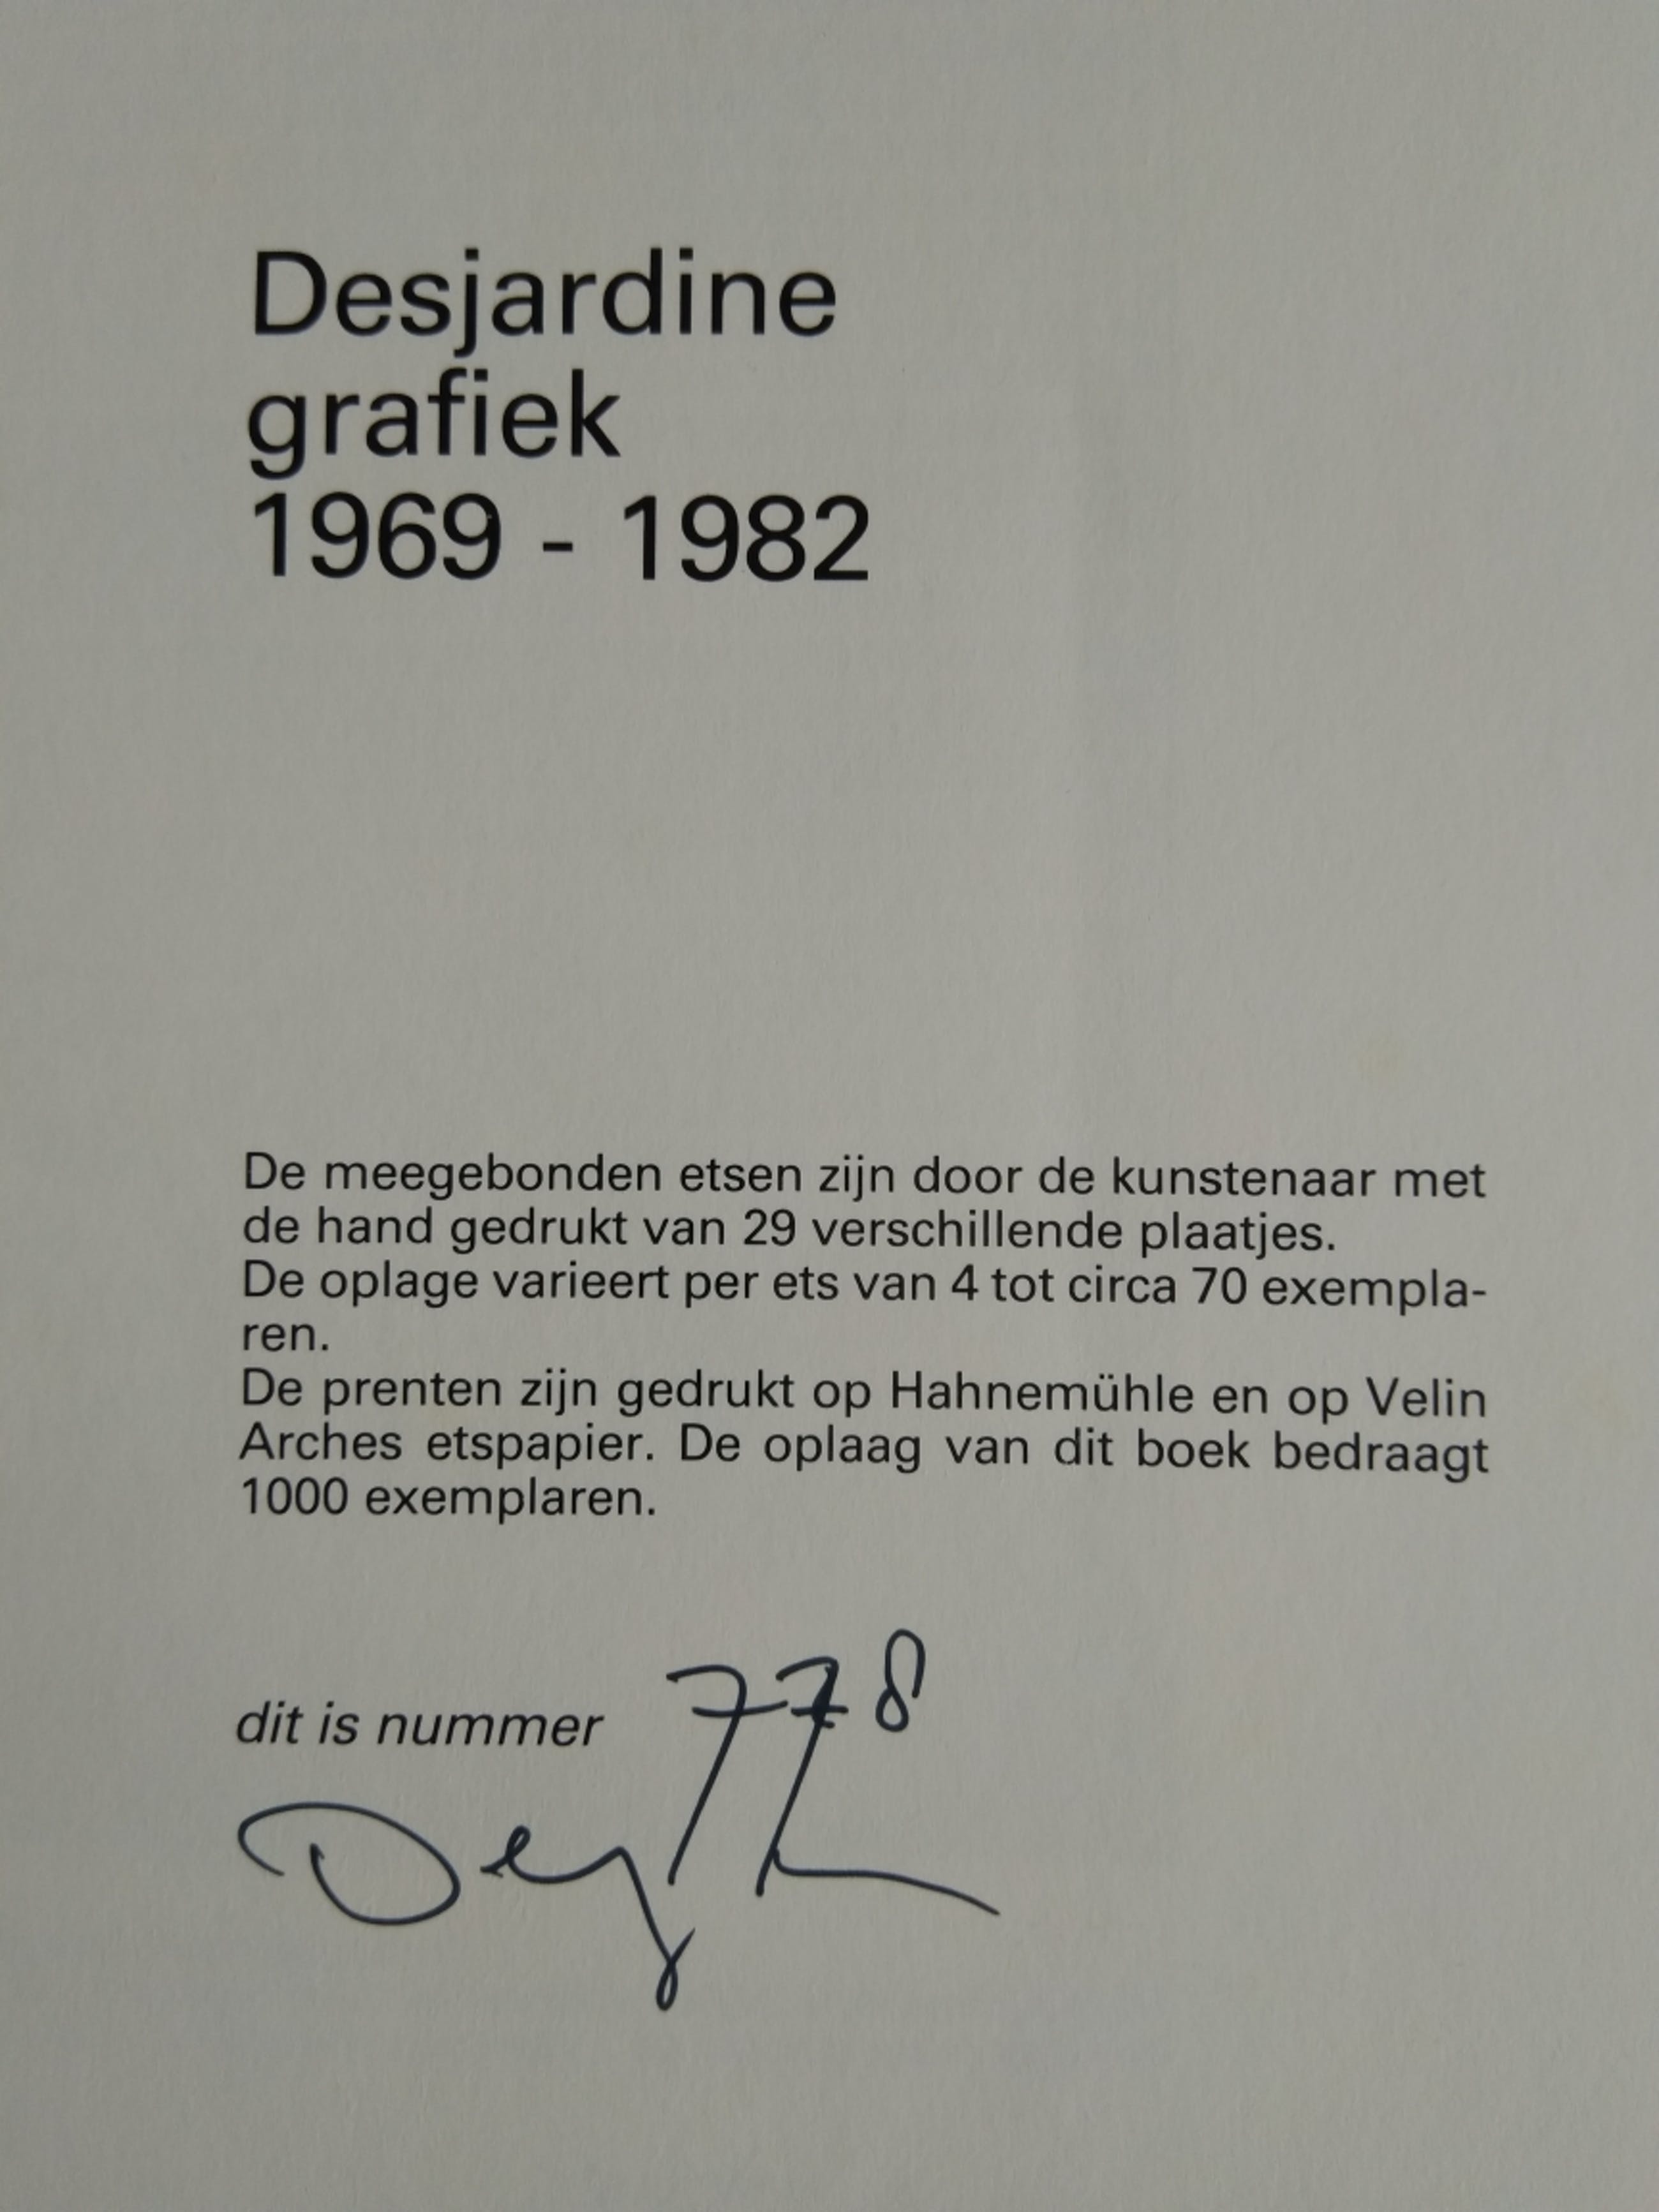 Desjardine
grafiek
1969 - 1982
De meegebonden etsen zijn door de kunstenaar met
de hand gedrukt van 29 verschillende plaatjes.
De oplage varieert per ets van 4 tot circa 70 exempla-
ren.
De prenten zijn gedrukt op Hahnemühle en op Velin
Arches etspapier. De oplaag van dit boek bedraagt
1000 exemplaren.
dit is nummer 778